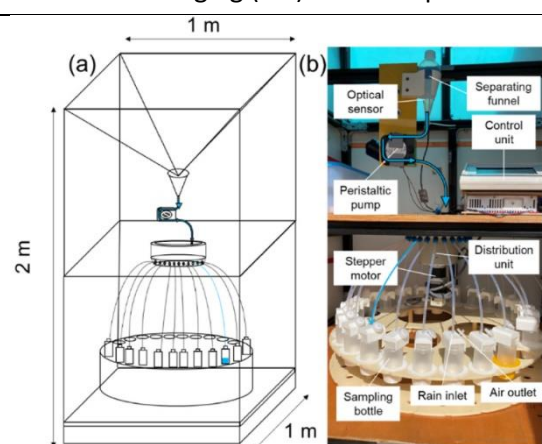 1 m
(a)
(b)
2 m
1 m
Optical
sensor
Separating
funnel
Control
unit
Peristaltic
pump
Stepper
motor
Distribution
unit
Sampling
bottle
Rain inlet
Air outlet